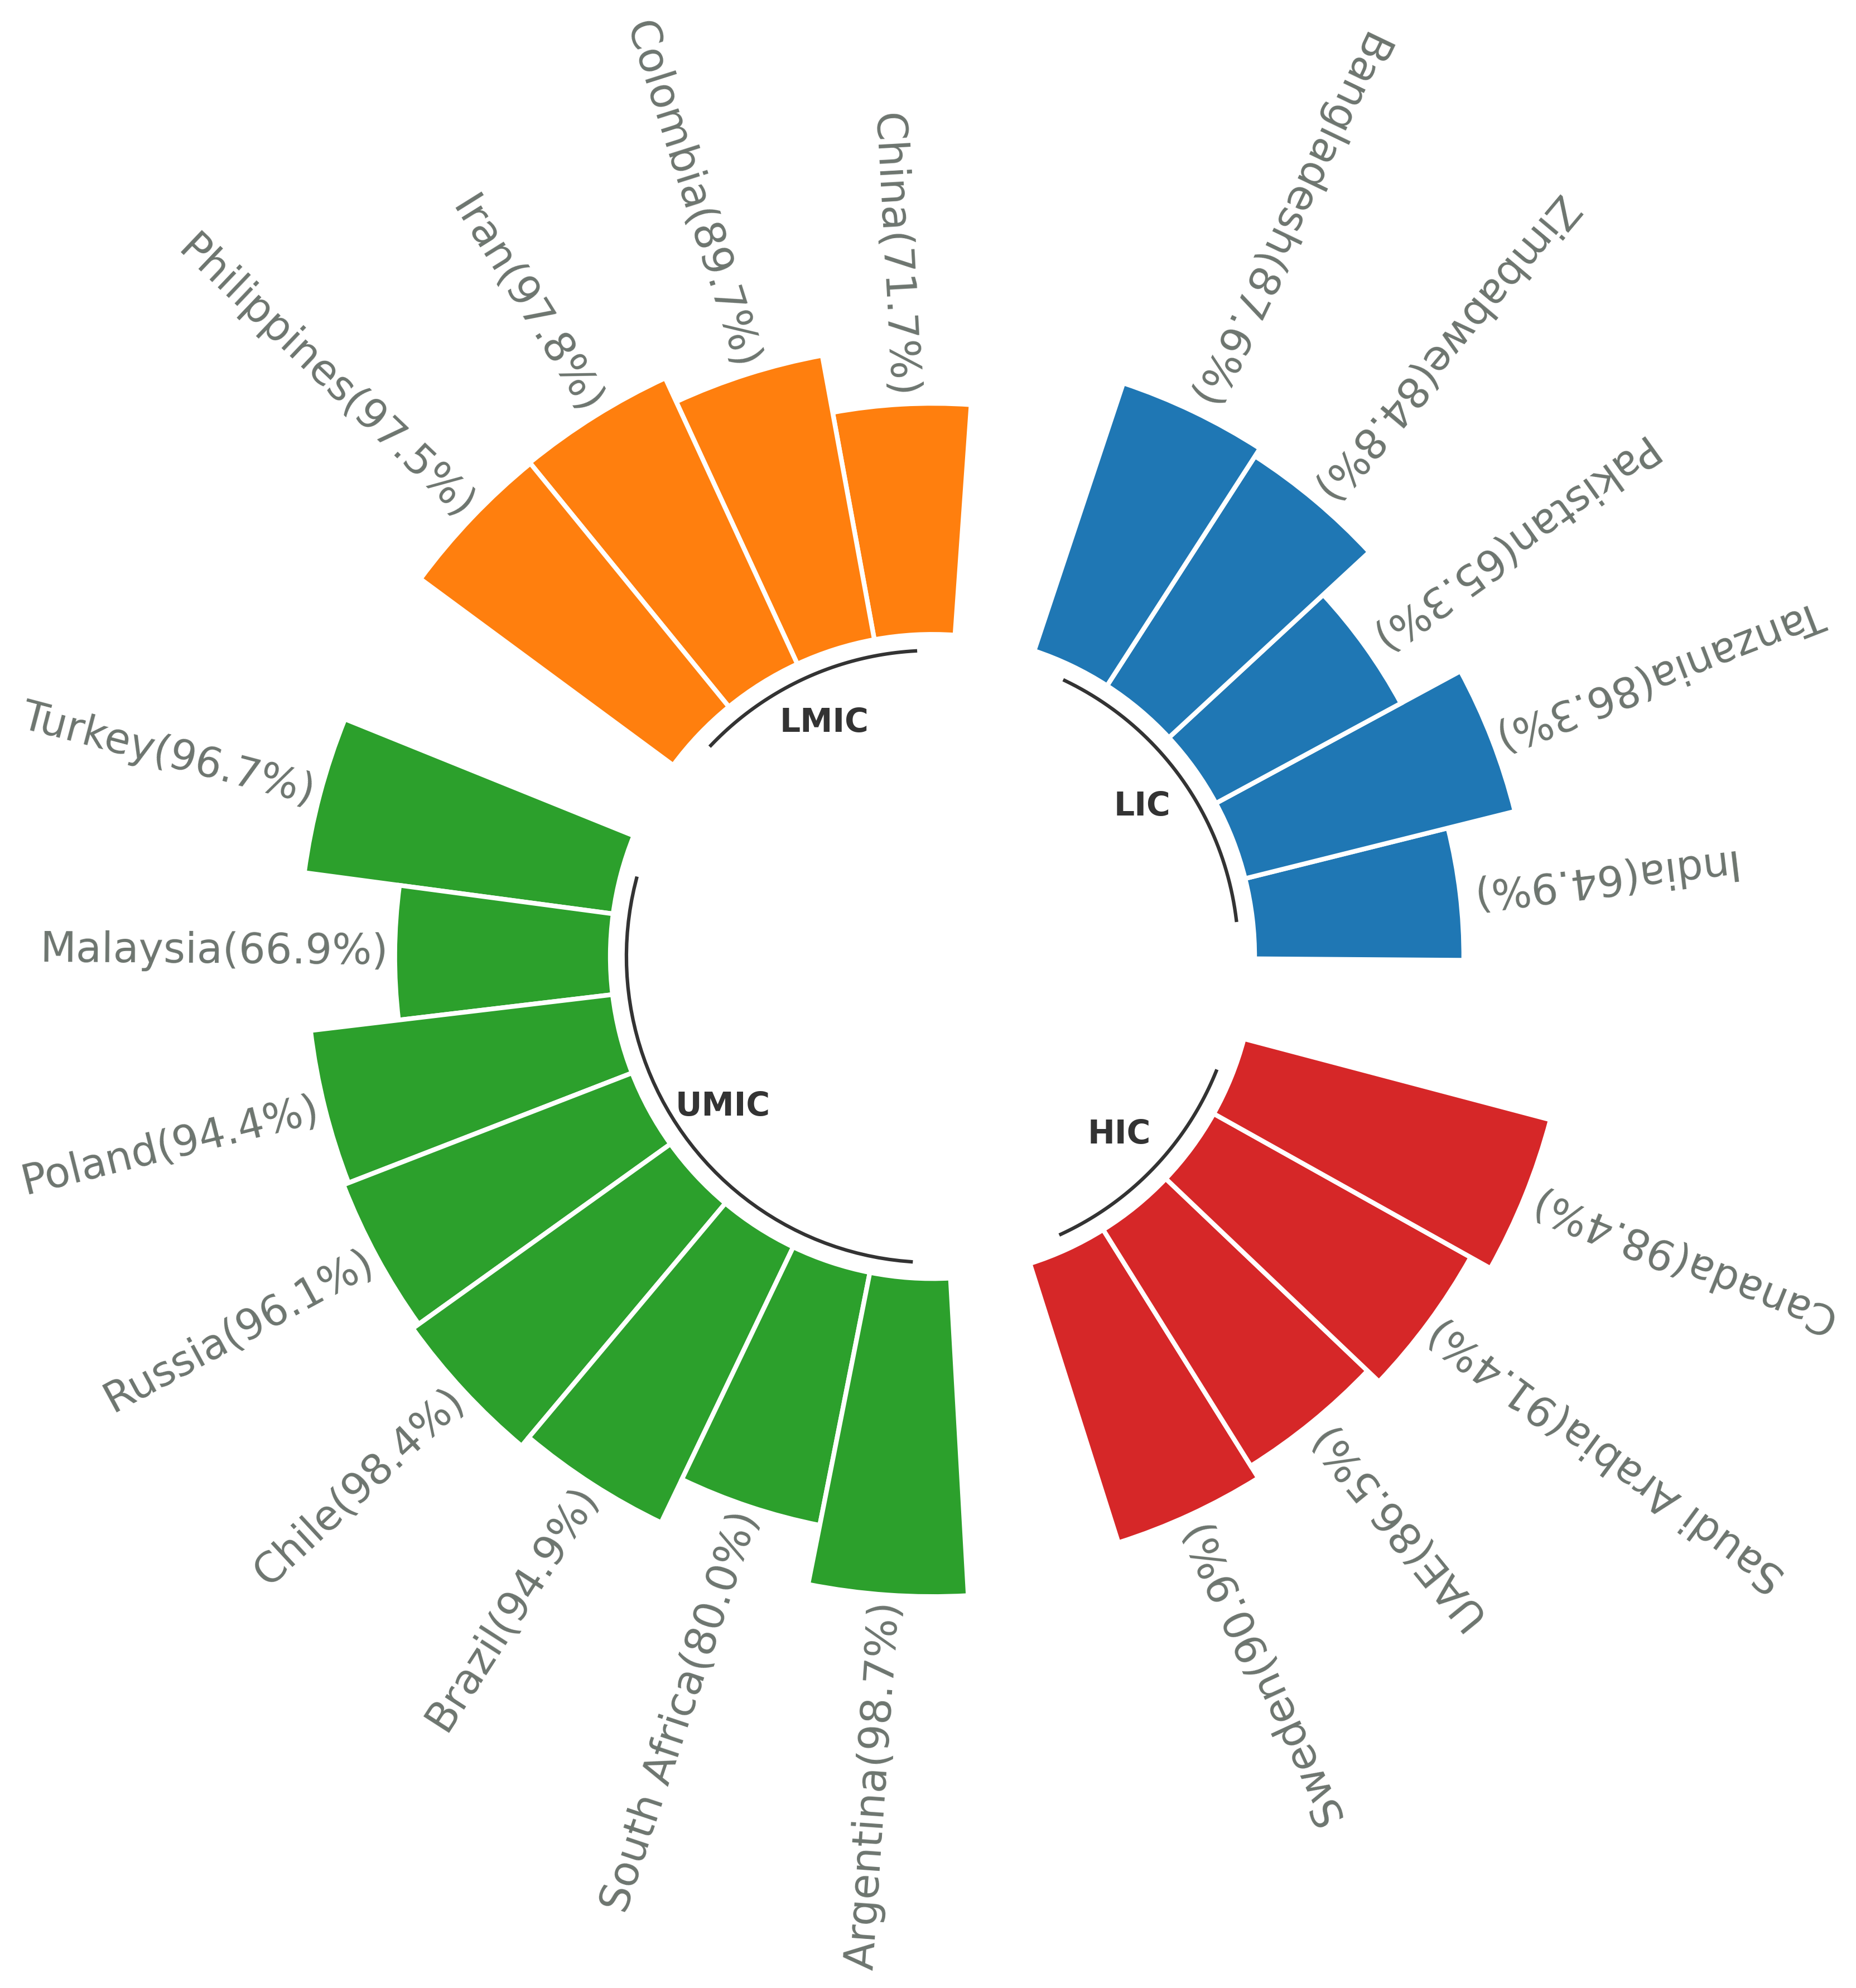 Colombia(89.7%)
China(71.7%)
Bangladesh(87.6%)
Iran(97.8%)
Zimbabwe(84.8%)
Philippines(97.5%)
Pakistan(65.3%)
Tanzania(86.3%)
Turkey(96.7%)
LMIC
LIC
India(64.9%)
Malaysia(66.9%)
Poland(94.4%)
UMIC
HIC
Canada(98.4%)
Russia(96.1%)
Saudi Arabia(91.4%)
Chile(98.4%)
UAE(86.5%)
Brazil(94.9%)
South Africa(80.0%)
Sweden(90.9%)
Argentina(98.7%)